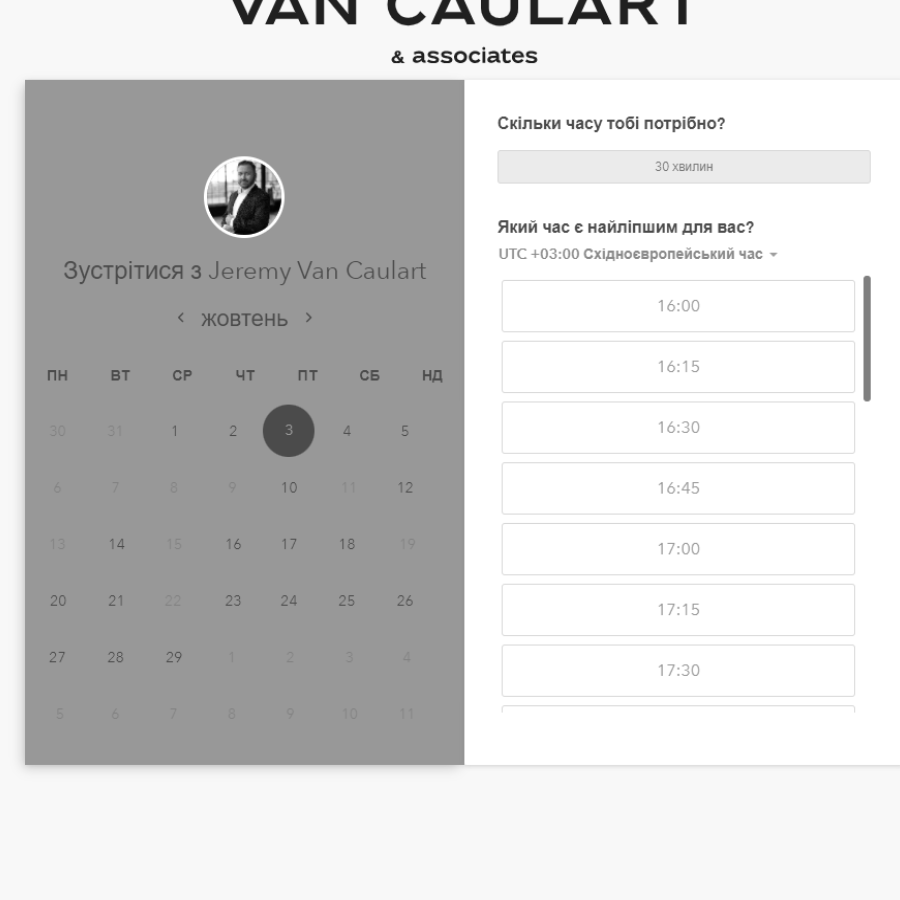 VAN CAULART
& associates
Зустрітися з Jeremy Van Caulart
жовтень
ПН ВТ СР ЧТ ПТ СБ НД
30 31 1 2 3 4 5
6 7 8 9 10 11 12
13 14 15 16 17 18 19
20 21 22 23 24 25 26
27 28 29 1 2 3 4
5 6 7 8 9 10 11
Скільки часу тобі потрібно?
30 хвилин
Який час є найліпшим для вас?
UTC +03:00 Східноєвропейський час
16:00
16:15
16:30
16:45
17:00
17:15
17:30